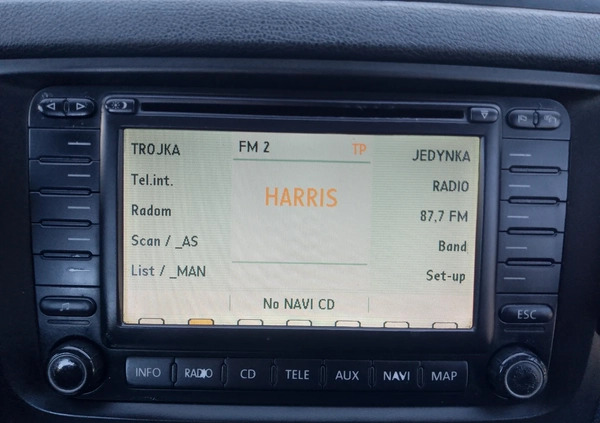 TROJKA
FM 2
TP
JEDYNKA
Tel.int.
HARRIS
RADIO
Radom
87,7 FM
Scan / _AS
Band
List / _MAN
Set-up
No NAVI CD
ESC
INFO
RADIO
CD
TELE
AUX
NAVI
MAP